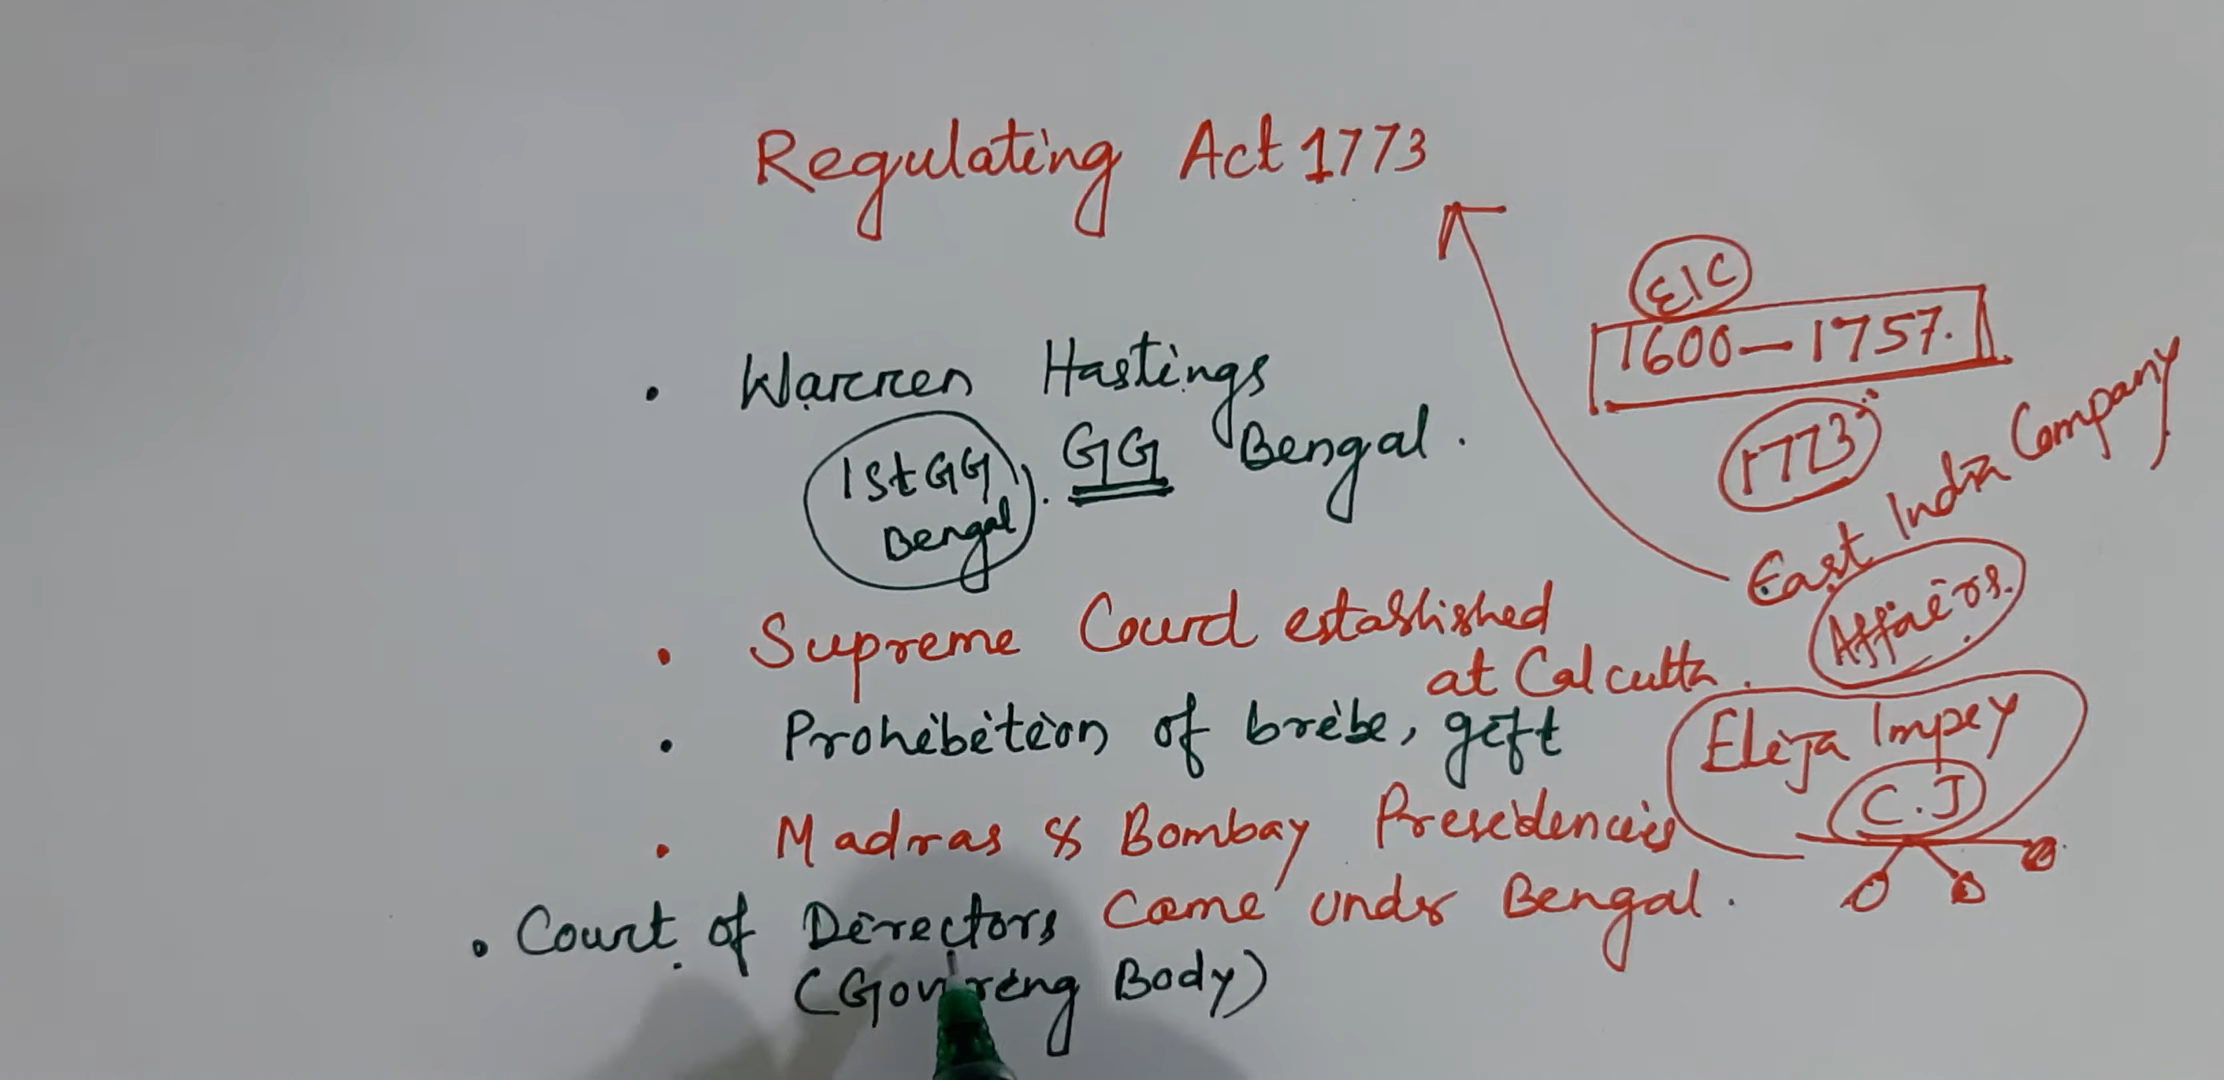 Regulating Act 1773
EIC
1600-1757.
1773
East India Company
Affairs.
• Warren Hastings
1st GG Bengal
GG Bengal.
• Supreme Court established
at Calcutta.
• Prohibition of bribe, gift
Elija Impey
C.J
• Madras & Bombay Presidencies
Came under Bengal.
• Court of Directors
(Govreng Body)